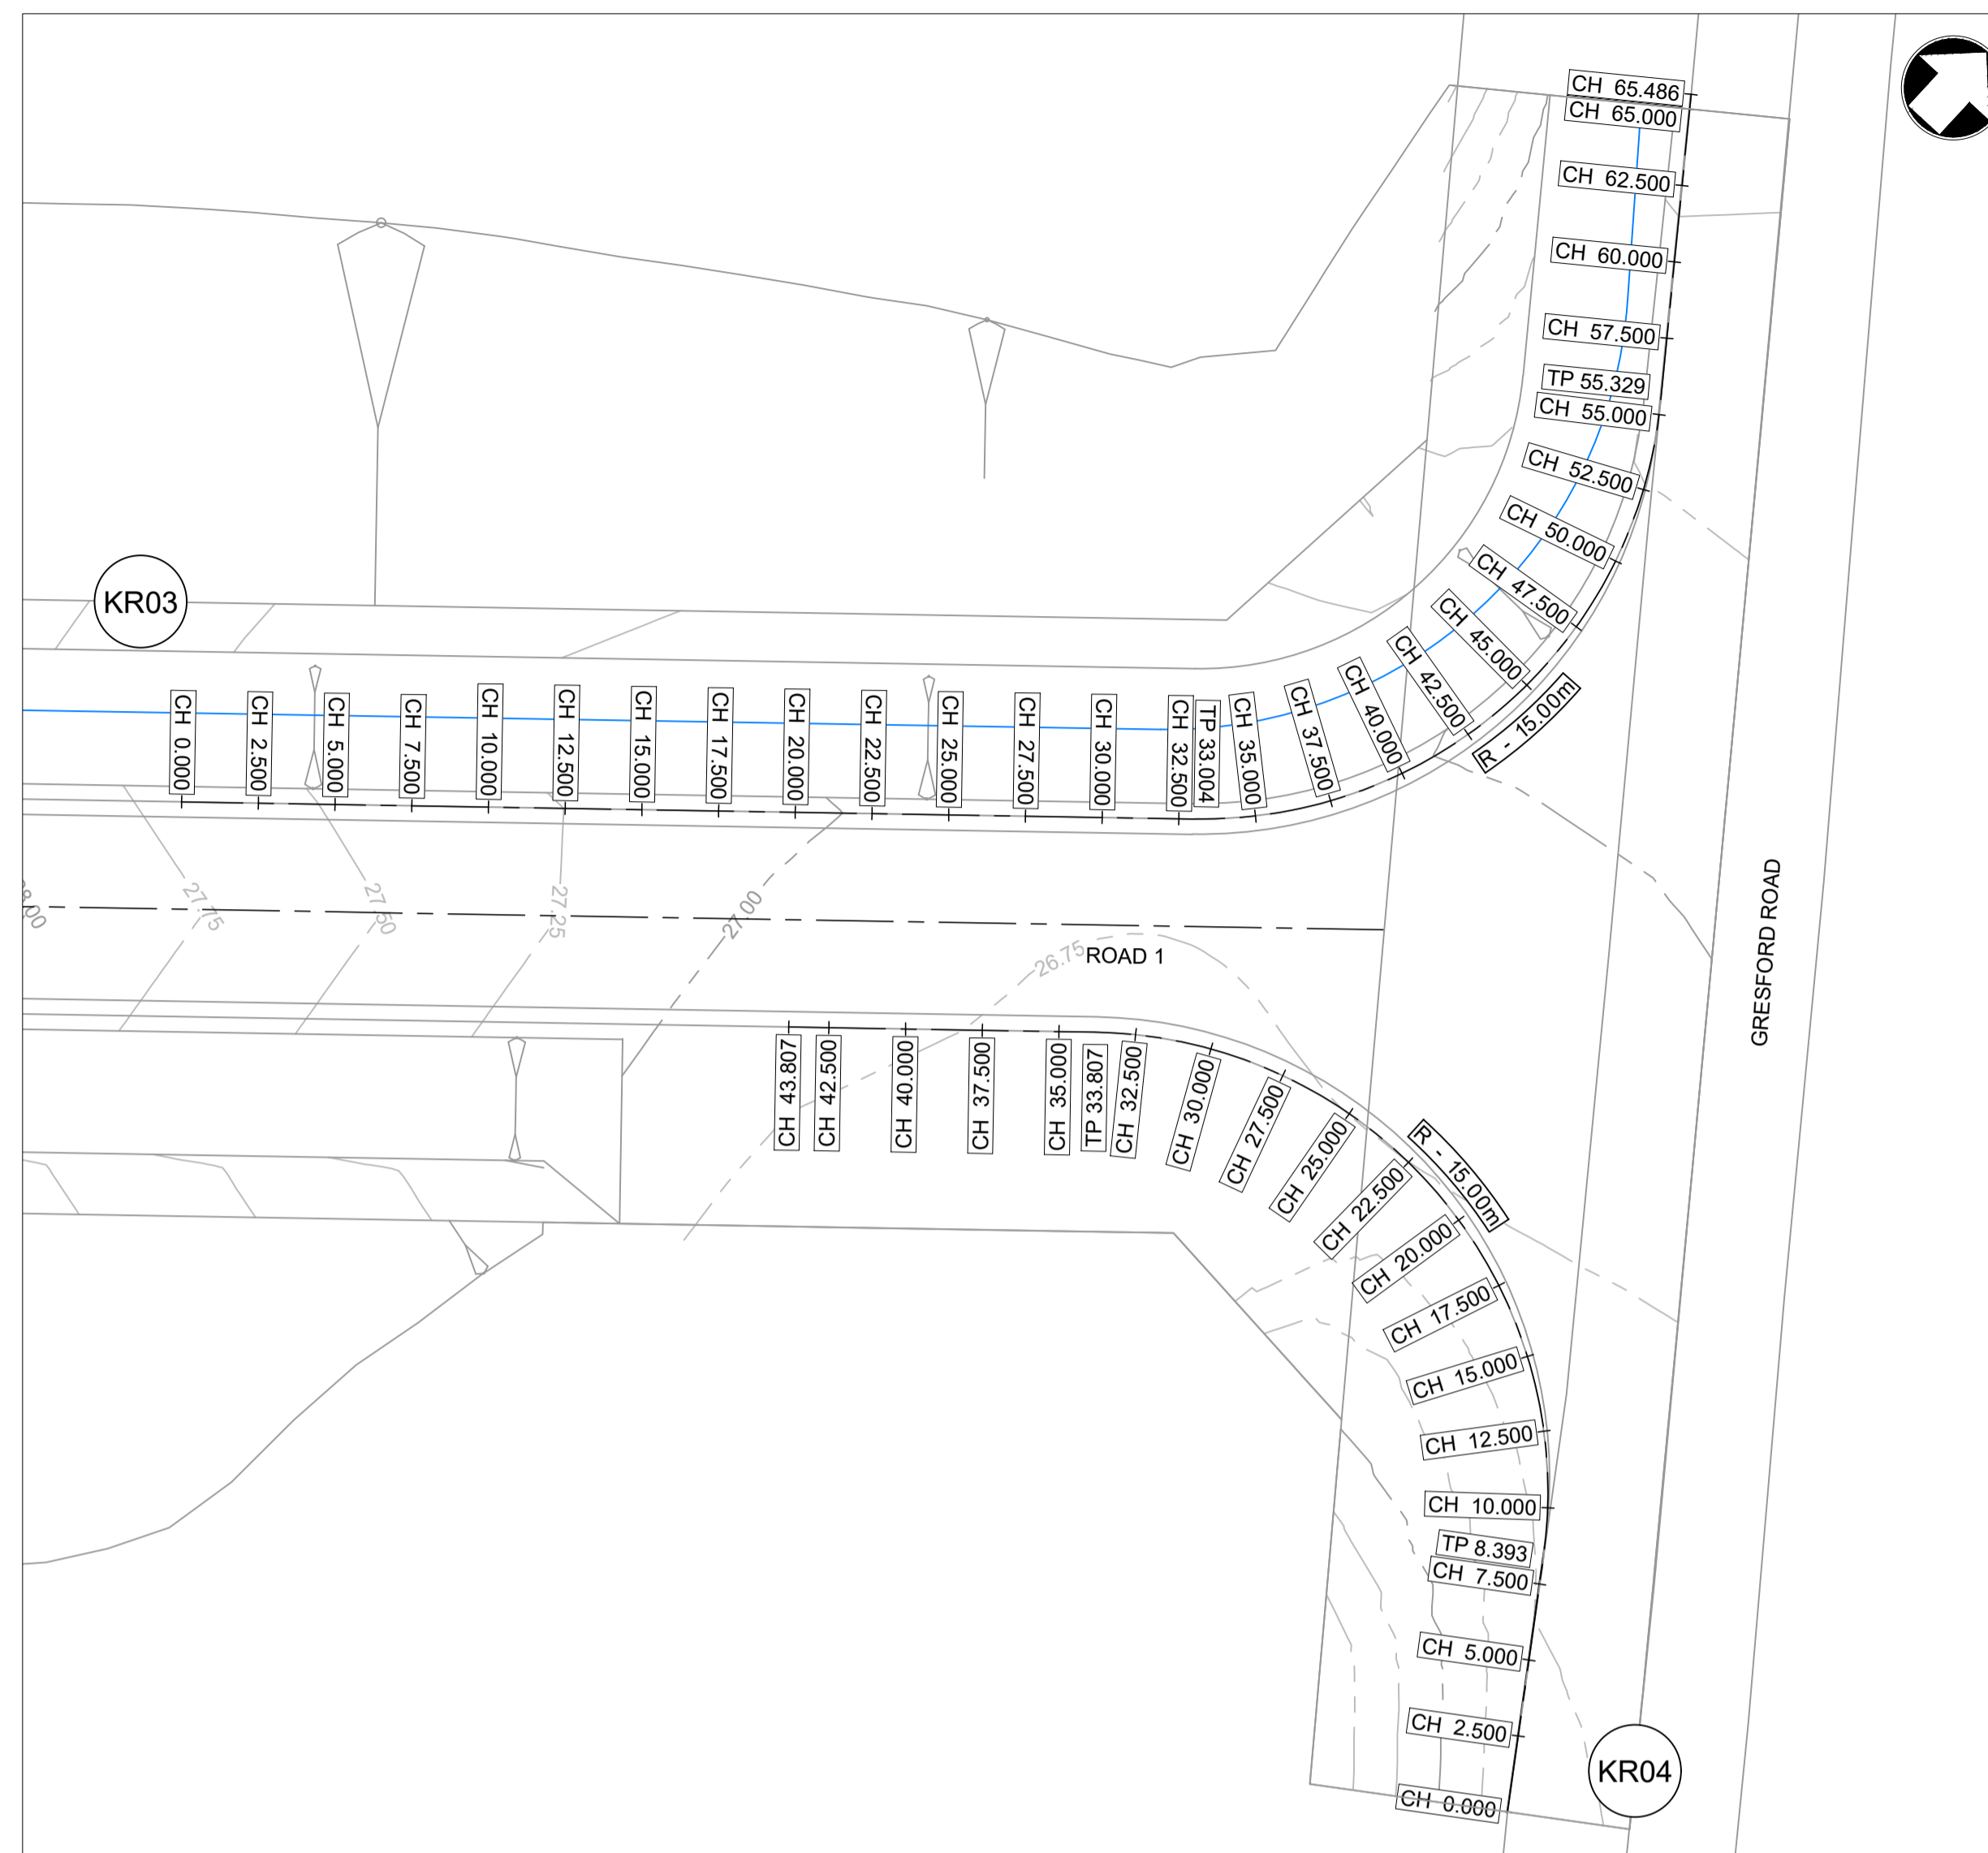 CH 65.486
CH 65.000
CH 62.500
CH 60.000
CH 57.500
TP 55.329
CH 55.000
CH 52.500
CH 50.000
CH 47.500
CH 45.000
CH 42.500
CH 40.000
CH 37.500
CH 35.000
TP 33.004
CH 32.500
CH 30.000
CH 27.500
CH 25.000
CH 22.500
CH 20.000
CH 17.500
CH 15.000
CH 12.500
CH 10.000
CH 7.500
CH 5.000
CH 2.500
CH 0.000
KR03
R - 15.00m
27.75
27.50
27.25
27.00
26.75
ROAD 1
GRESFORD ROAD
CH 43.807
CH 42.500
CH 40.000
CH 37.500
CH 35.000
TP 33.807
CH 32.500
CH 30.000
CH 27.500
CH 25.000
CH 22.500
CH 20.000
CH 17.500
CH 15.000
CH 12.500
CH 10.000
TP 8.393
CH 7.500
CH 5.000
CH 2.500
CH 0.000
R - 15.00m
KR04